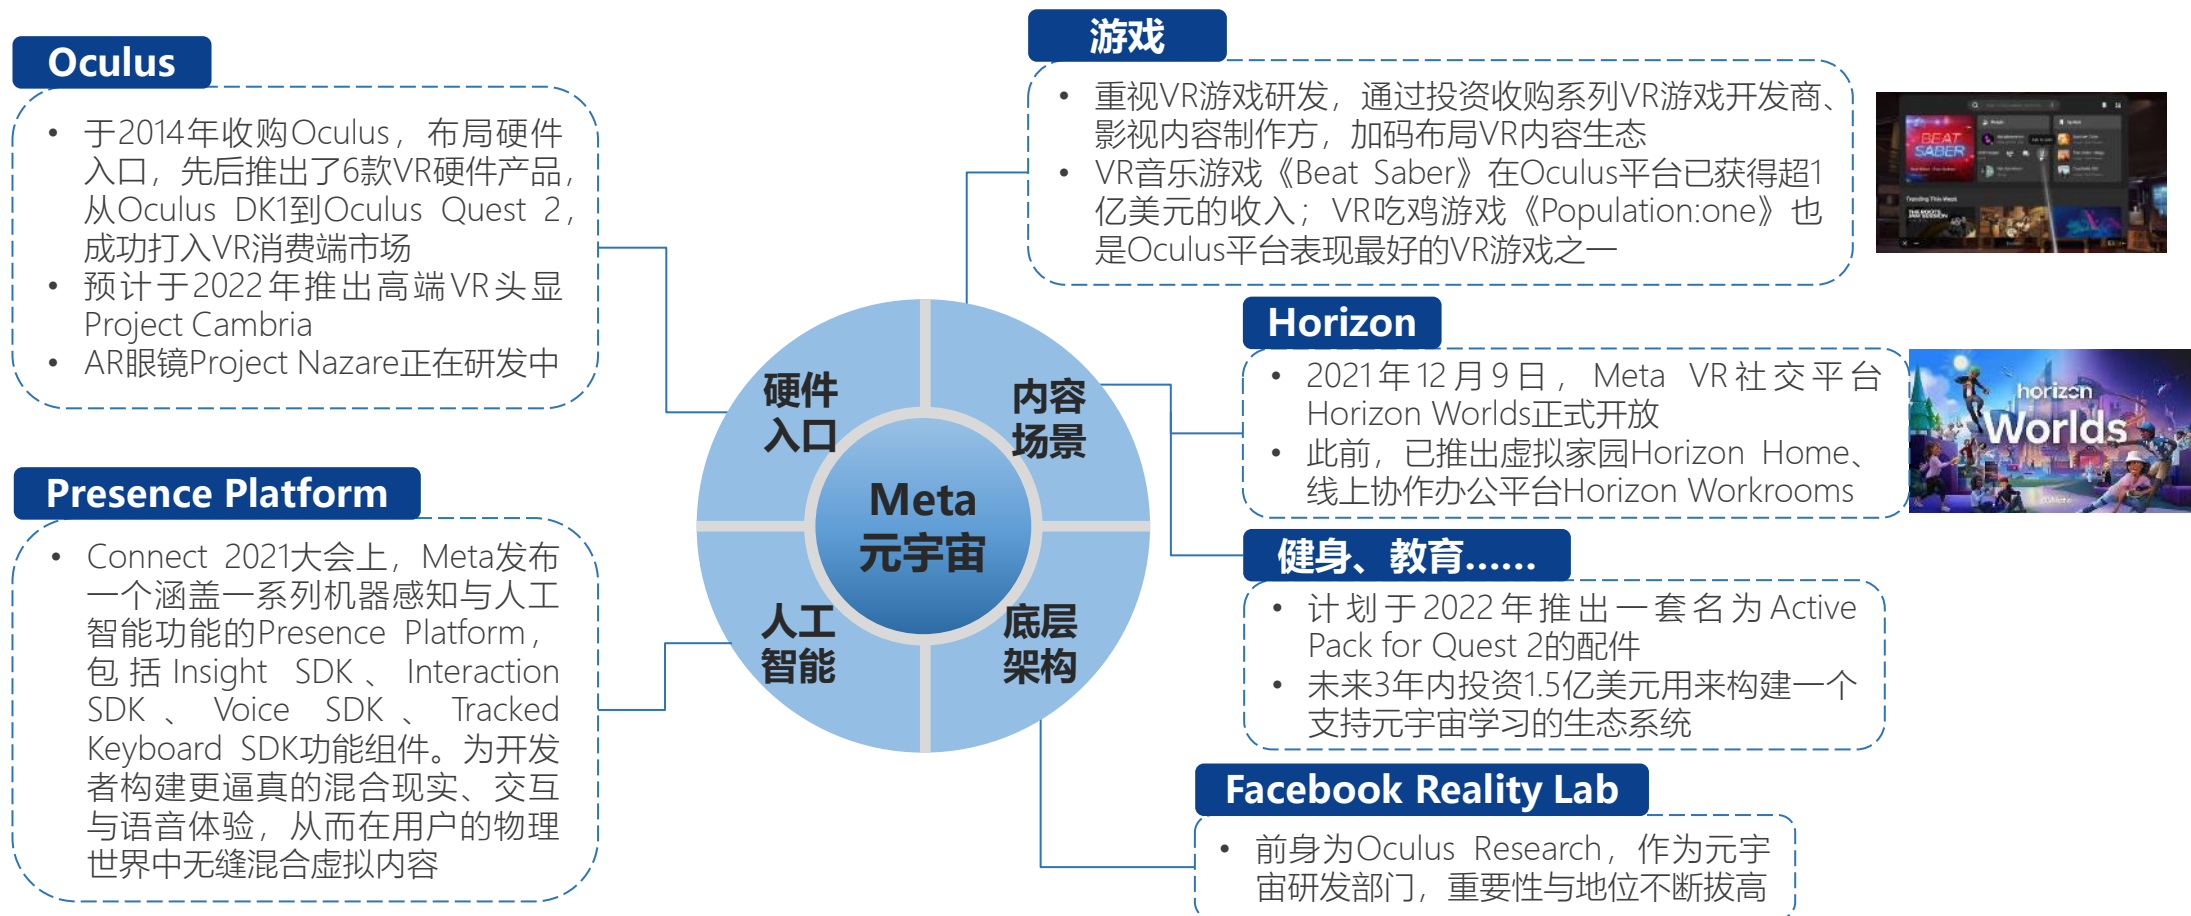 Oculus
• 于2014年收购Oculus，布局硬件
入口，先后推出了6款VR硬件产品，
从Oculus DK1到Oculus Quest 2，
成功打入VR消费端市场
• 预计于2022年推出高端VR头显
Project Cambria
• AR眼镜Project Nazare正在研发中
Presence Platform
• Connect 2021大会上，Meta发布
一个涵盖一系列机器感知与人工
智能功能的Presence Platform，
包括Insight SDK、Interaction
SDK、Voice SDK、Tracked
Keyboard SDK功能组件。为开发
者构建更逼真的混合现实、交互
与语音体验，从而在用户的物理
世界中无缝混合虚拟内容
硬件
入口
内容
场景
Meta
元宇宙
人工
智能
底层
架构
游戏
• 重视VR游戏研发，通过投资收购系列VR游戏开发商、
影视内容制作方，加码布局VR内容生态
• VR音乐游戏《Beat Saber》在Oculus平台已获得超1
亿美元的收入；VR吃鸡游戏《Population:one》也
是Oculus平台表现最好的VR游戏之一
BEAT
SABER
Trending This Week
Horizon
• 2021年12月9日，Meta VR社交平台
Horizon Worlds正式开放
• 此前，已推出虚拟家园Horizon Home、
线上协作办公平台Horizon Workrooms
horizon
Worlds
健身、教育……
• 计划于2022年推出一套名为Active
Pack for Quest 2的配件
• 未来3年内投资1.5亿美元用来构建一个
支持元宇宙学习的生态系统
Facebook Reality Lab
• 前身为Oculus Research，作为元宇
宙研发部门，重要性与地位不断拔高